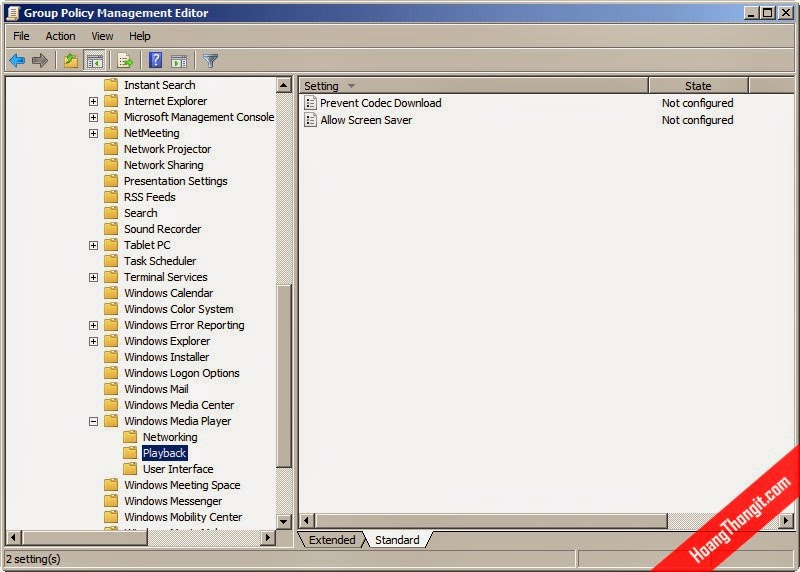 Group Policy Management Editor
File Action View Help
Instant Search
Internet Explorer
Microsoft Management Console
NetMeeting
Network Projector
Network Sharing
Presentation Settings
RSS Feeds
Search
Sound Recorder
Tablet PC
Task Scheduler
Terminal Services
Windows Calendar
Windows Color System
Windows Error Reporting
Windows Explorer
Windows Installer
Windows Logon Options
Windows Mail
Windows Media Center
Windows Media Player
Networking
Playback
User Interface
Windows Meeting Space
Windows Messenger
Windows Mobility Center
Setting State
Prevent Codec Download Not configured
Allow Screen Saver Not configured
Extended Standard
2 setting(s)
HoangThongit.com